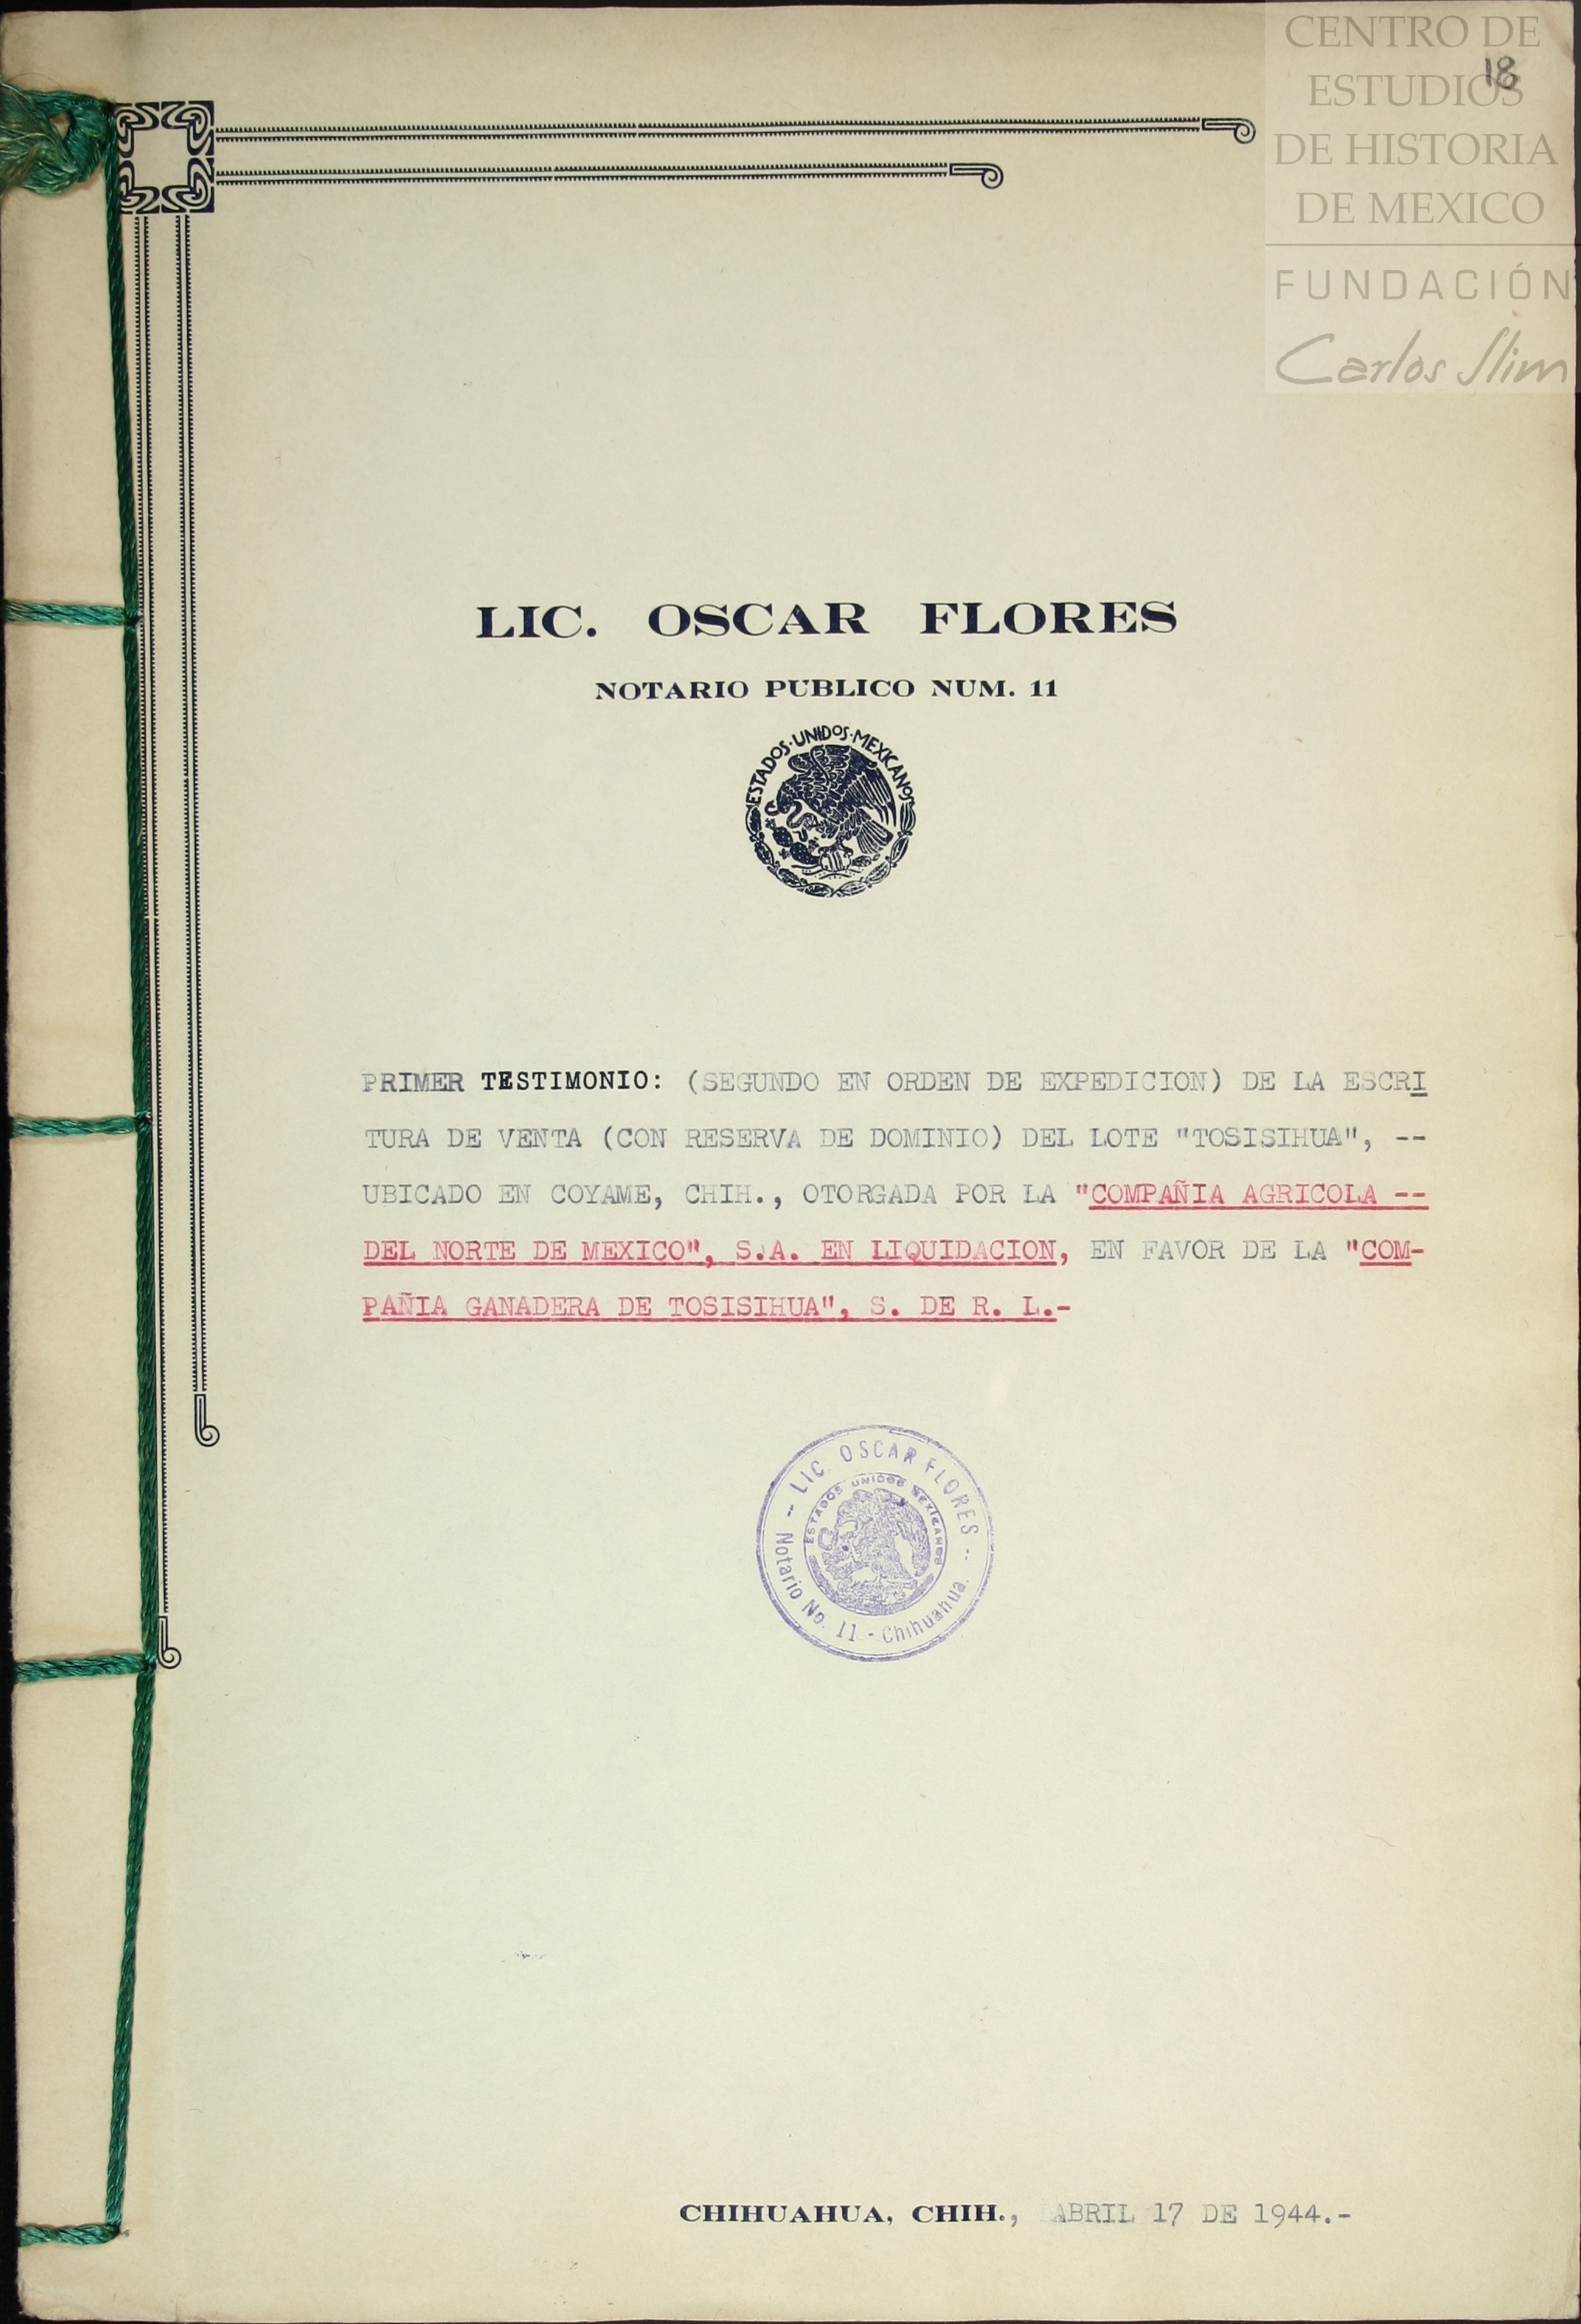 CENTRO DE
18
ESTUDIOS
DE HISTORIA
DE MEXICO
FUNDACIÓN
Carlos Slim
LIC. OSCAR FLORES
NOTARIO PUBLICO NUM. 11
ESTADOS·UNIDOS·MEXICANOS
PRIMER TESTIMONIO: (SEGUNDO EN ORDEN DE EXPEDICION) DE LA ESCRI
TURA DE VENTA (CON RESERVA DE DOMINIO) DEL LOTE "TOSISIHUA", --
UBICADO EN COYAME, CHIH., OTORGADA POR LA "COMPAÑIA AGRICOLA --
DEL NORTE DE MEXICO", S.A. EN LIQUIDACION, EN FAVOR DE LA "COM-
PAÑIA GANADERA DE TOSISIHUA", S. DE R. L.-
-- LIC. OSCAR FLORES --
ESTADOS UNIDOS MEXICANOS
Notario No. 11 - Chihuahua.
CHIHUAHUA, CHIH., ABRIL 17 DE 1944.-